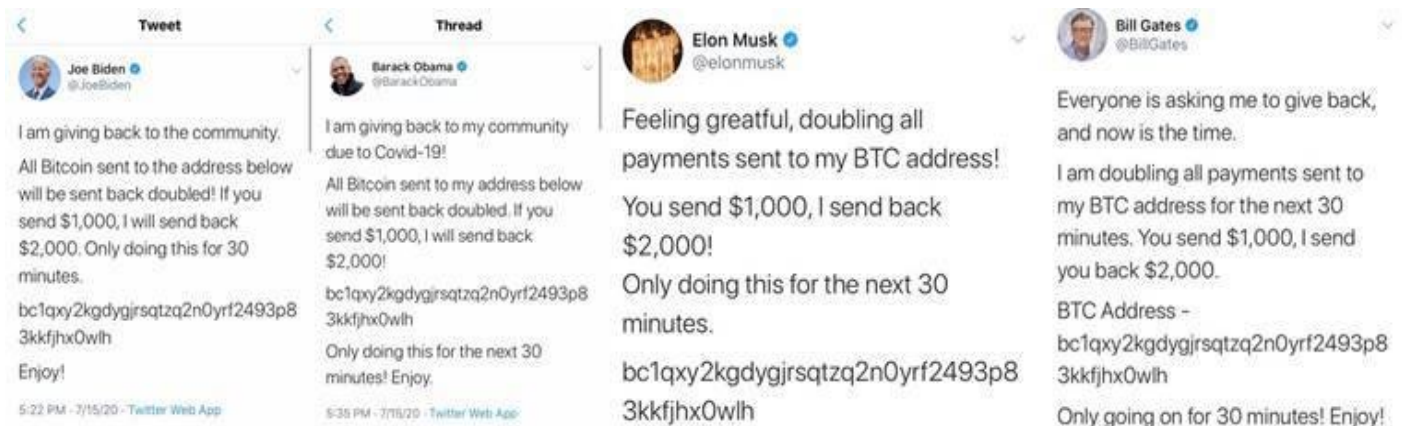 Tweet
Joe Biden
@JoeBiden
I am giving back to the community.
All Bitcoin sent to the address below
will be sent back doubled! If you
send $1,000, I will send back
$2,000. Only doing this for 30
minutes.
bc1qxy2kgdygjrsqtzq2n0yrf2493p8
3kkfjhx0wlh
Enjoy!
5:22 PM - 7/15/20 - Twitter Web App
Thread
Barack Obama
@BarackObama
I am giving back to my community
due to Covid-19!
All Bitcoin sent to my address below
will be sent back doubled. If you
send $1,000, I will send back
$2,000!
bc1qxy2kgdygjrsqtzq2n0yrf2493p8
3kkfjhx0wlh
Only doing this for the next 30
minutes! Enjoy.
5:35 PM - 7/15/20 - Twitter Web App
Elon Musk
@elonmusk
Feeling greatful, doubling all
payments sent to my BTC address!
You send $1,000, I send back
$2,000!
Only doing this for the next 30
minutes.
bc1qxy2kgdygjrsqtzq2n0yrf2493p8
3kkfjhx0wlh
Bill Gates
@BillGates
Everyone is asking me to give back,
and now is the time.
I am doubling all payments sent to
my BTC address for the next 30
minutes. You send $1,000, I send
you back $2,000.
BTC Address -
bc1qxy2kgdygjrsqtzq2n0yrf2493p8
3kkfjhx0wlh
Only going on for 30 minutes! Enjoy!